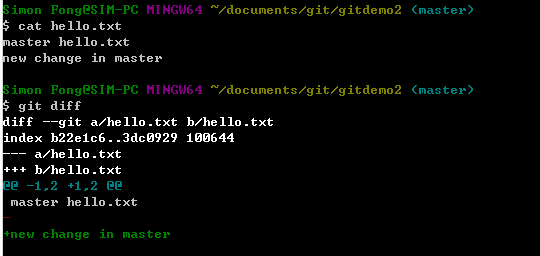 Simon Fong@SIM-PC MINGW64 ~/documents/git/gitdemo2 (master)
$ cat hello.txt
master hello.txt
new change in master
Simon Fong@SIM-PC MINGW64 ~/documents/git/gitdemo2 (master)
$ git diff
diff --git a/hello.txt b/hello.txt
index b22e1c6..3dc0929 100644
--- a/hello.txt
+++ b/hello.txt
@@ -1,2 +1,2 @@
 master hello.txt
-
+new change in master